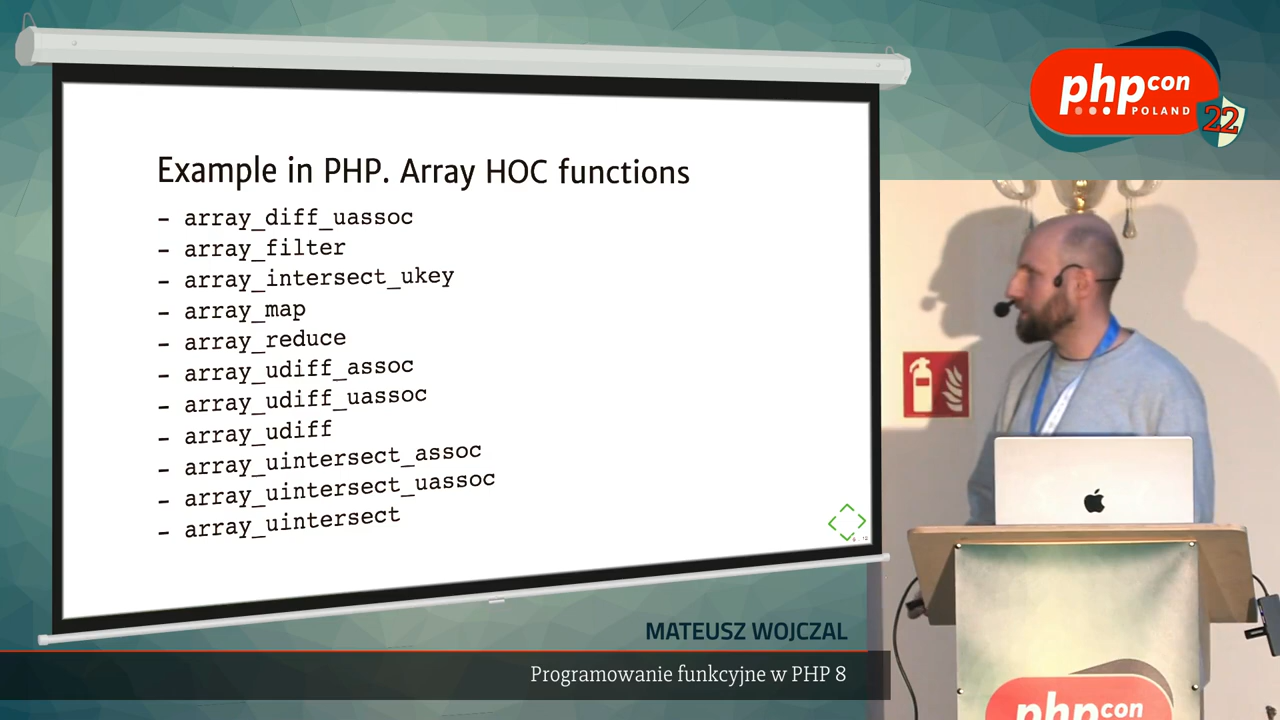 Example in PHP. Array HOC functions
- array_diff_uassoc
- array_filter
- array_intersect_ukey
- array_map
- array_reduce
- array_udiff_assoc
- array_udiff_uassoc
- array_udiff
- array_uintersect_assoc
- array_uintersect_uassoc
- array_uintersect
phpcon
POLAND
22
MATEUSZ WOJCZAL
Programowanie funkcyjne w PHP 8
phpcon